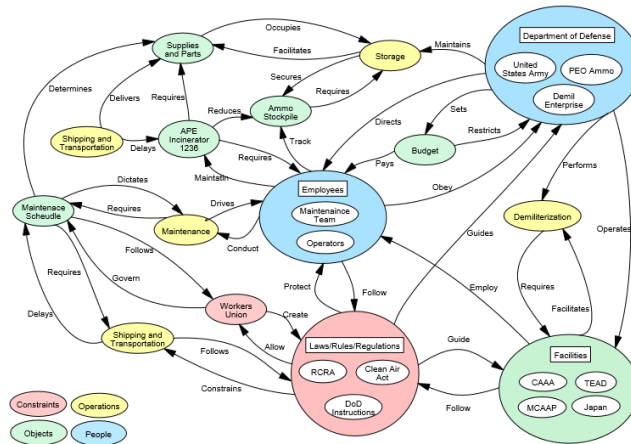 Occupies
Supplies
and Parts
Facilitates
Storage
Maintains
Department of Defense
United
States Army
PEO Ammo
Demil
Enterprise
Determines
Secures
Delivers
Requires
Ammo
Stockpile
Requires
Reduces
Directs
Sets
Shipping and
Transportation
Delays
APE
Incinerator
1236
Track
Requires
Budget
Restricts
Pays
Maintatin
Performs
Employees
Maintenaince
Team
Operators
Obey
Dictates
Drives
Maintenace
Scheudle
Requires
Maintenance
Conduct
Demiliterization
Operates
Guides
Follows
Govern
Requires
Protect
Follow
Employ
Requires
Facilitates
Delays
Workers
Union
Create
Shipping and
Transportation
Allow
Follows
Constrains
Laws/Rules/Regulations
RCRA
Clean Air
Act
DoD
Instructions
Guide
Follow
Facilities
CAAA
TEAD
MCAAP
Japan
Constraints
Operations
Objects
People